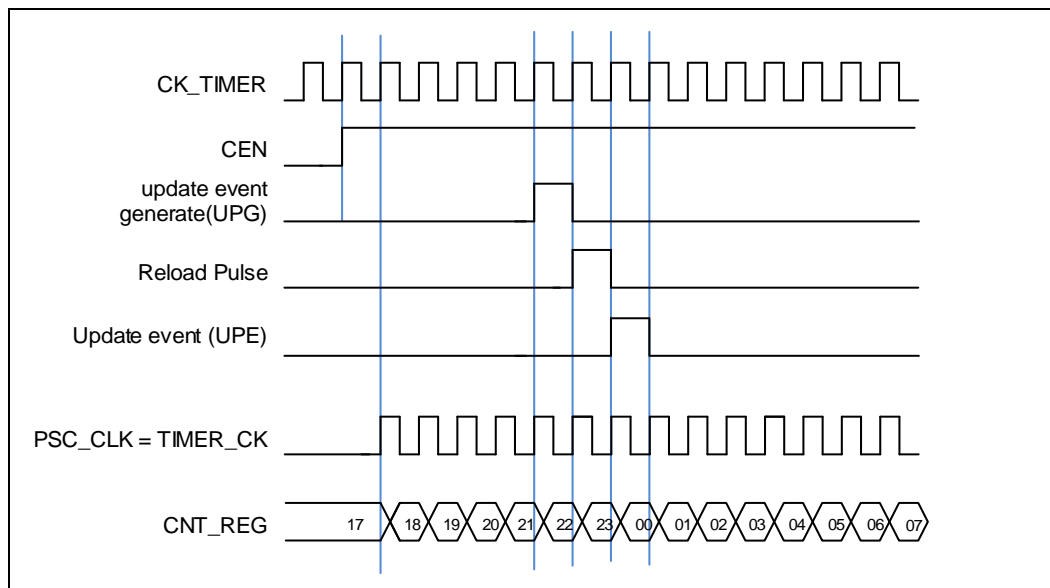 CK_TIMER
CEN
update event
generate(UPG)
Reload Pulse
Update event (UPE)
PSC_CLK = TIMER_CK
CNT_REG 17 18 19 20 21 22 23 00 01 02 03 04 05 06 07